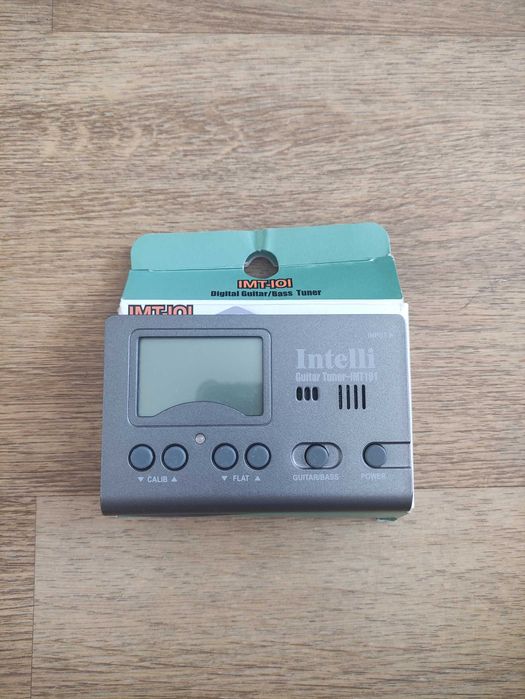 IMT-101
Digital Guitar/Bass Tuner
IMT-101
INPUT
Intelli
Guitar Tuner-IMT101
▼ CALIB ▲
▼ FLAT ▲
GUITAR/BASS
POWER